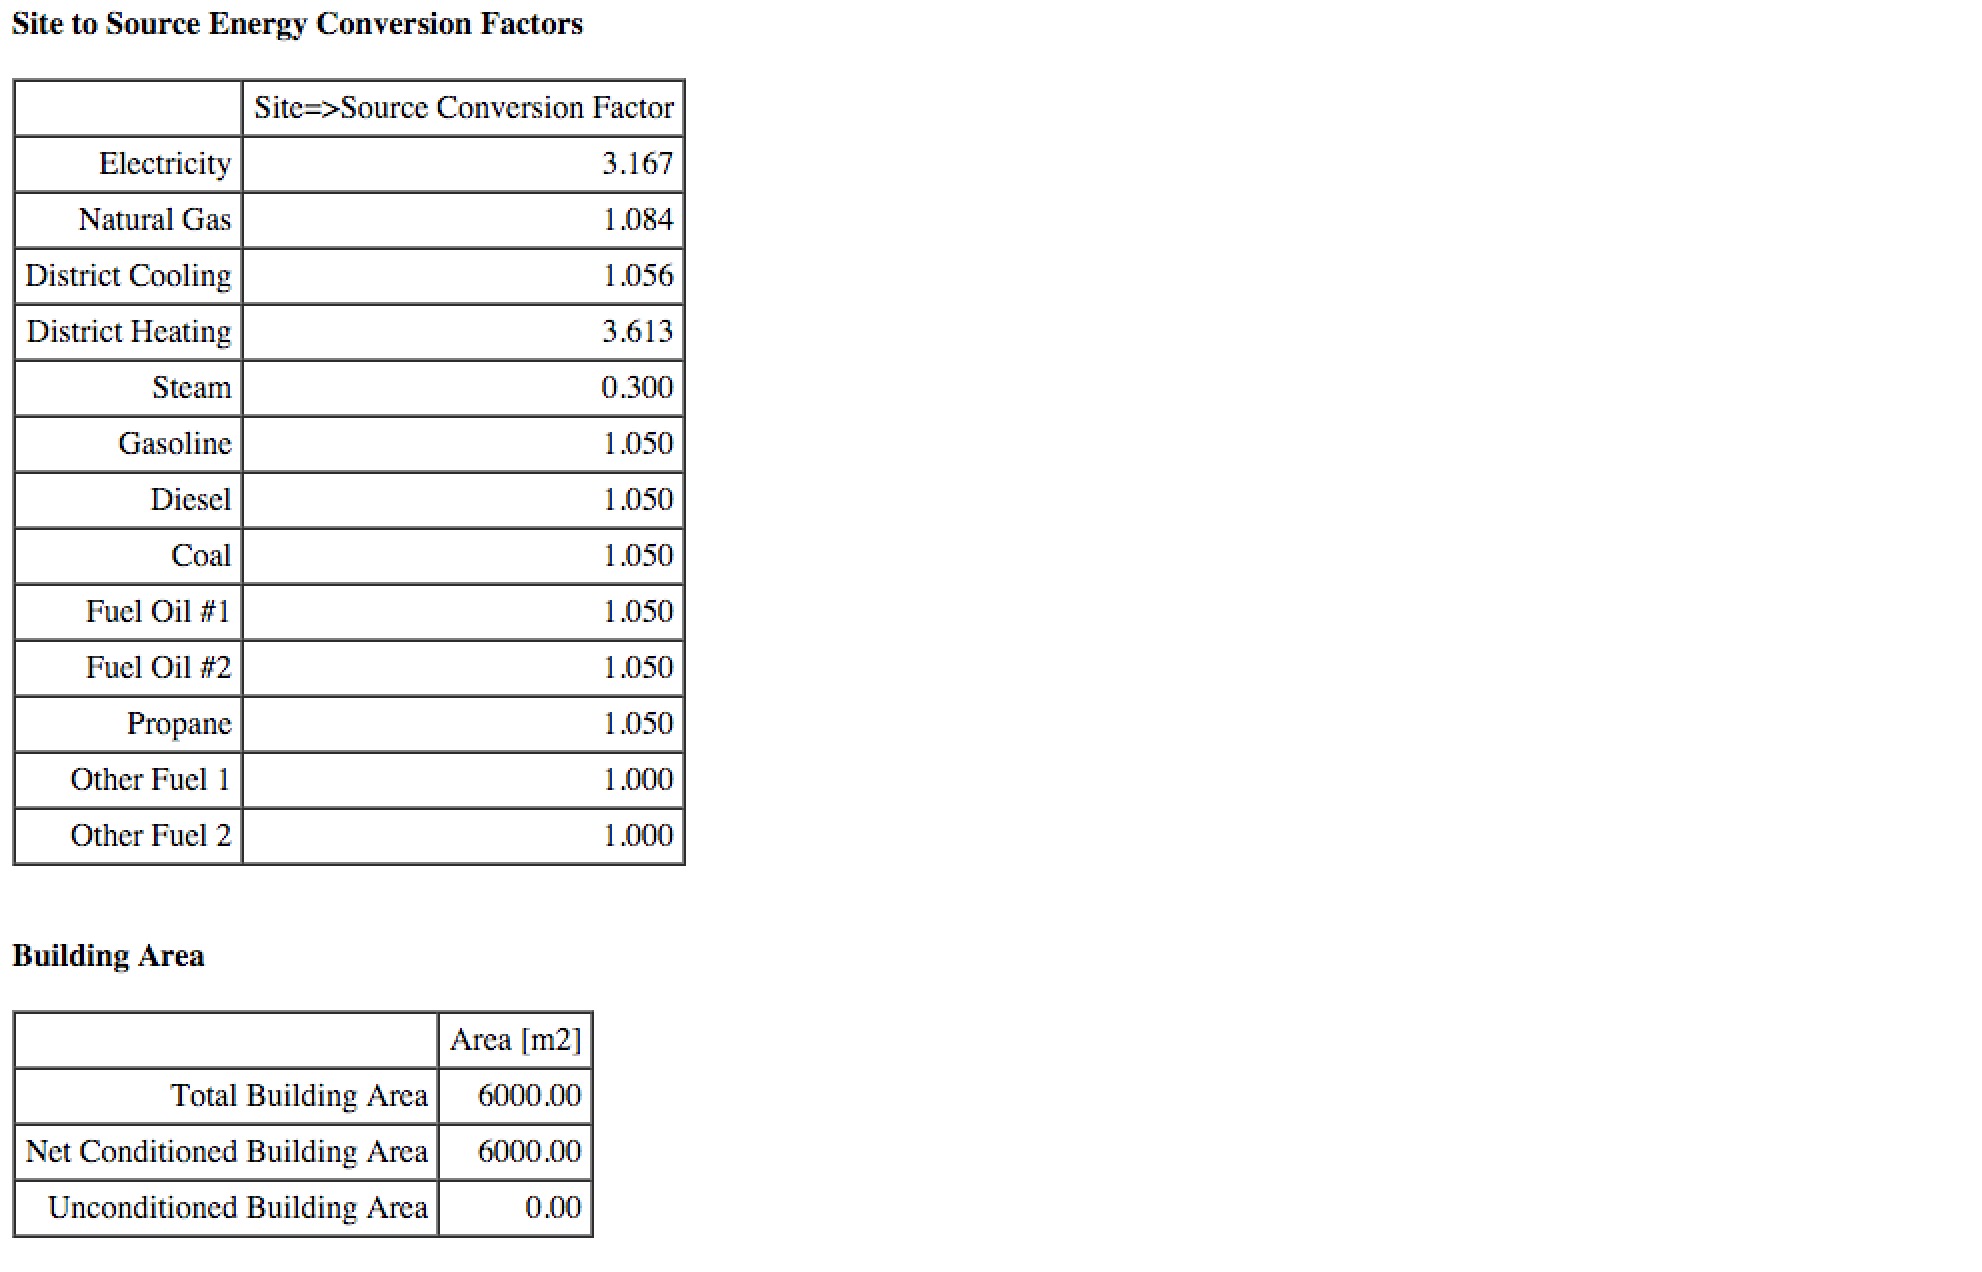 Site to Source Energy Conversion Factors
Site=>Source Conversion Factor
Electricity 3.167
Natural Gas 1.084
District Cooling 1.056
District Heating 3.613
Steam 0.300
Gasoline 1.050
Diesel 1.050
Coal 1.050
Fuel Oil #1 1.050
Fuel Oil #2 1.050
Propane 1.050
Other Fuel 1 1.000
Other Fuel 2 1.000
Building Area
Area [m2]
Total Building Area 6000.00
Net Conditioned Building Area 6000.00
Unconditioned Building Area 0.00